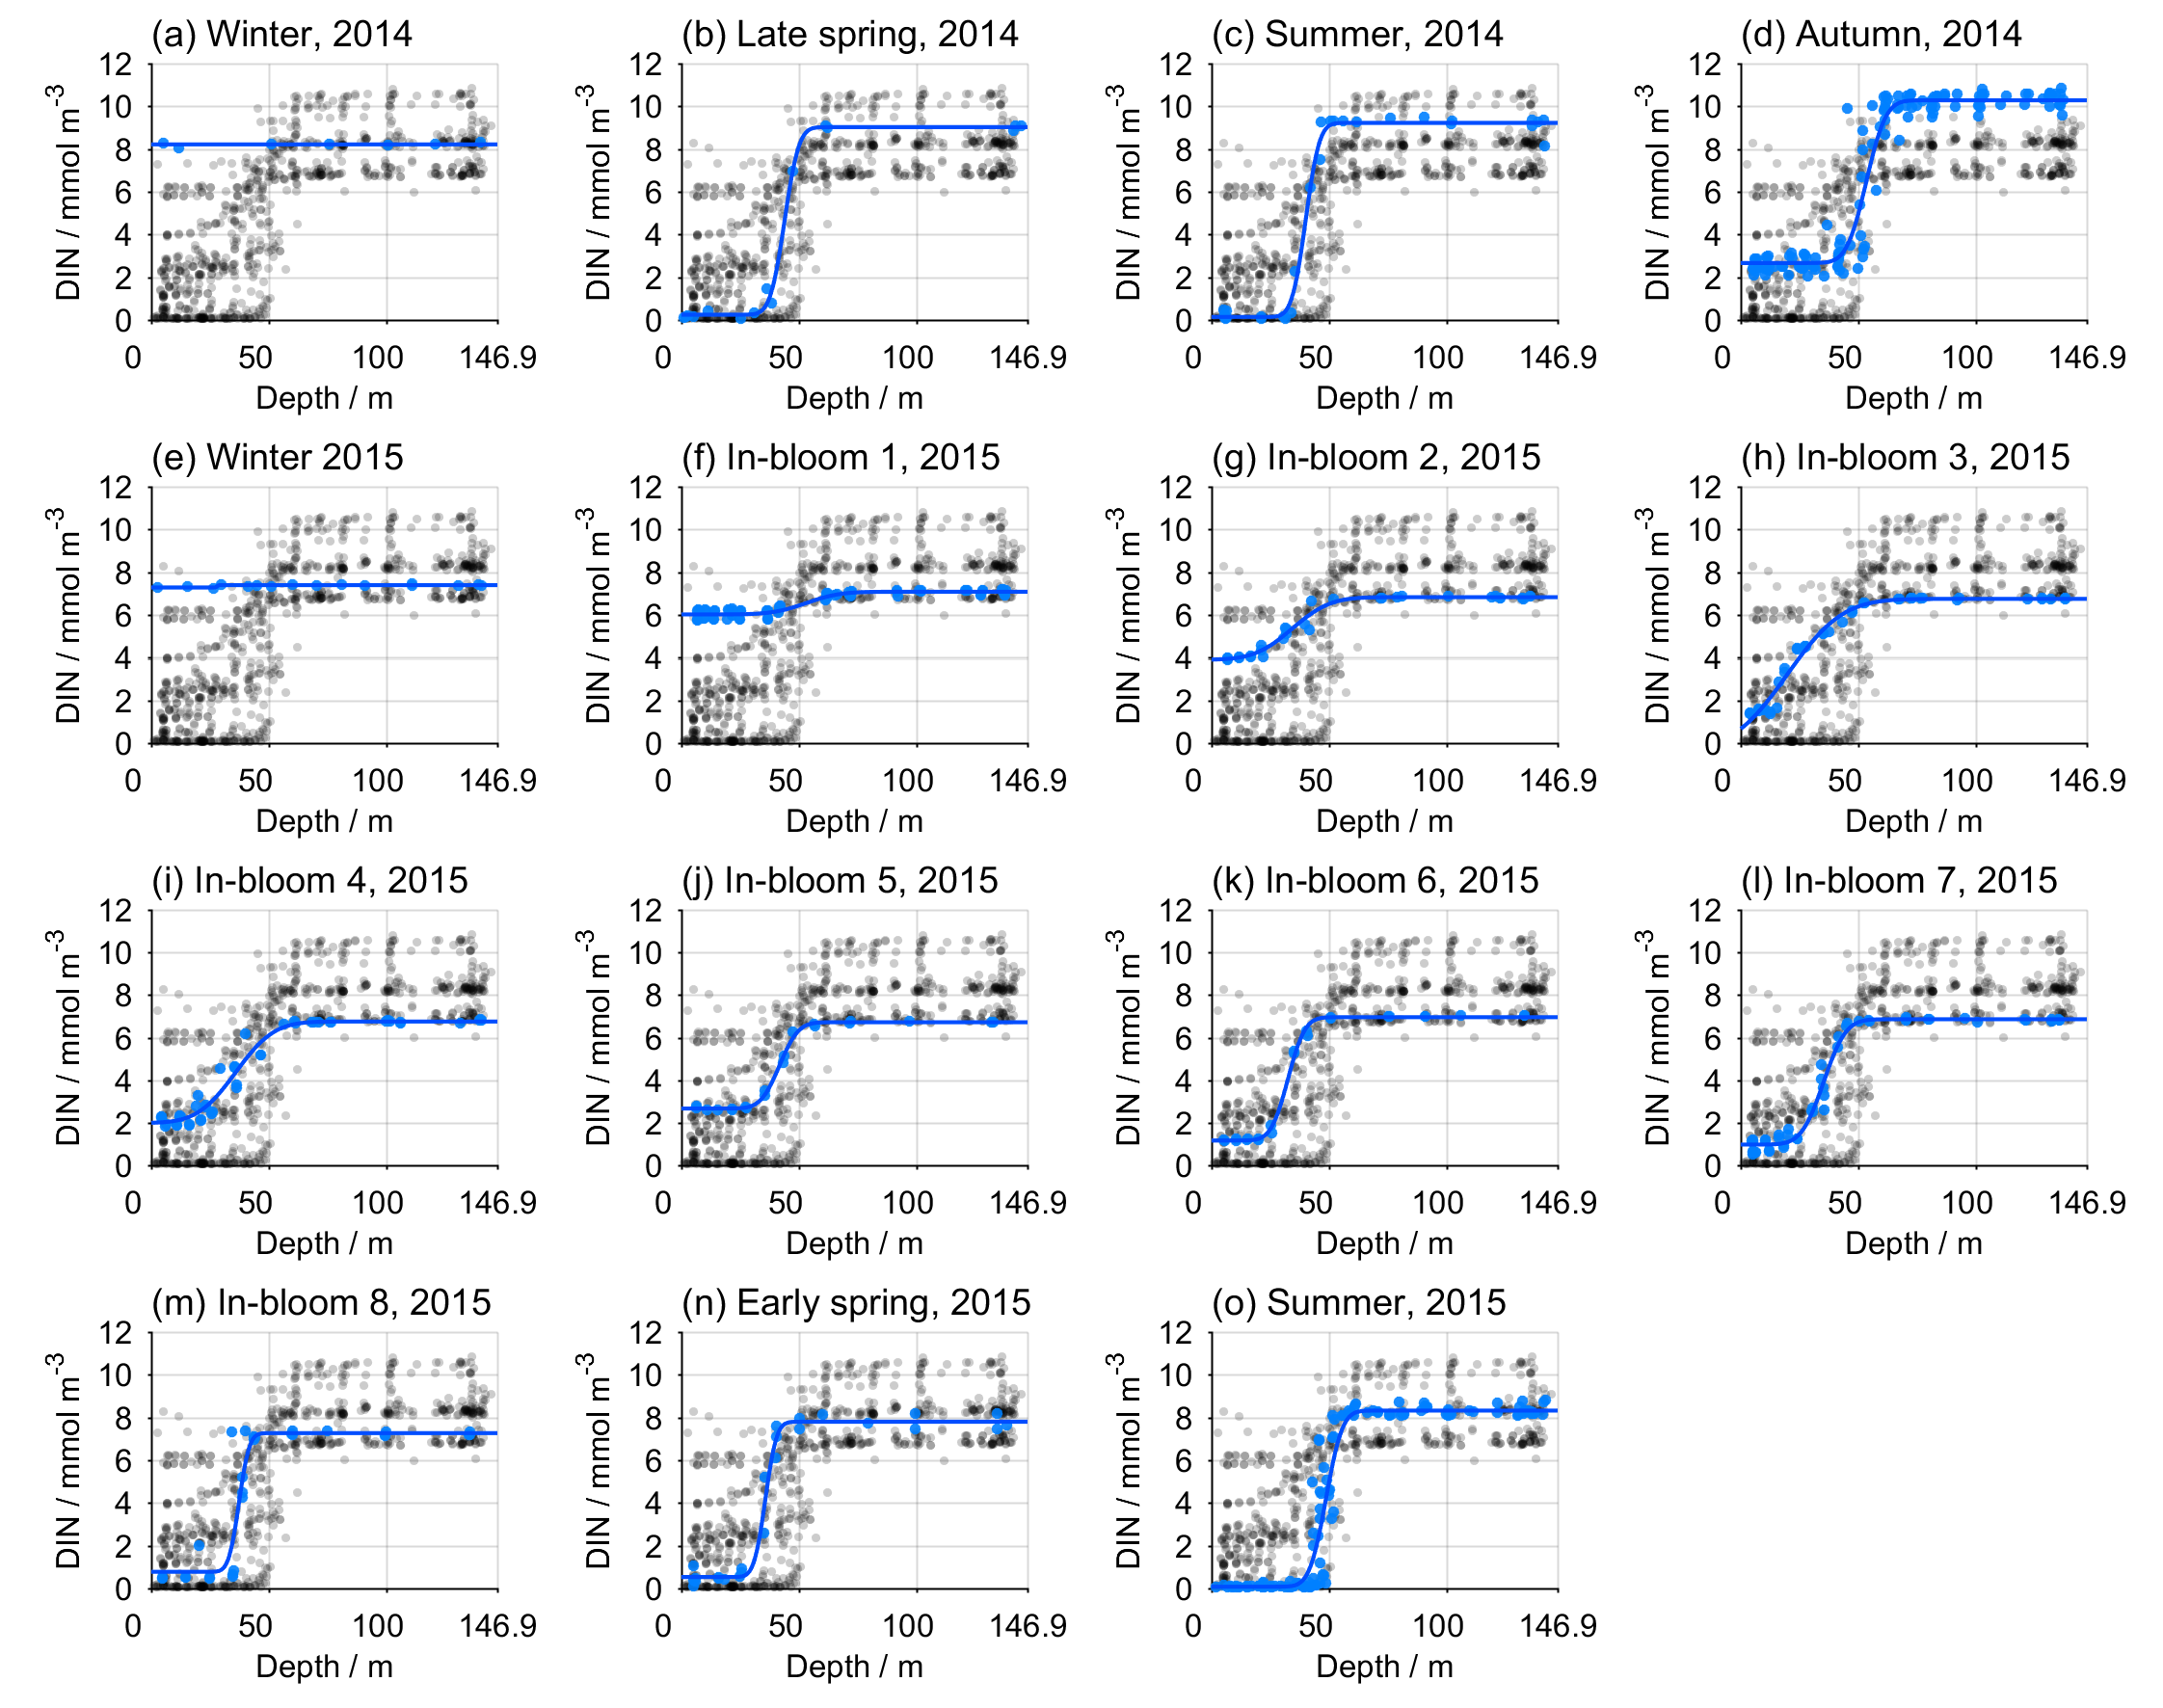 (a) Winter, 2014
12
10
8
6
4
2
0
DIN / mmol m-3
0 50 100 146.9
Depth / m
(b) Late spring, 2014
12
10
8
6
4
2
0
DIN / mmol m-3
0 50 100 146.9
Depth / m
(c) Summer, 2014
12
10
8
6
4
2
0
DIN / mmol m-3
0 50 100 146.9
Depth / m
(d) Autumn, 2014
12
10
8
6
4
2
0
DIN / mmol m-3
0 50 100 146.9
Depth / m
(e) Winter 2015
12
10
8
6
4
2
0
DIN / mmol m-3
0 50 100 146.9
Depth / m
(f) In-bloom 1, 2015
12
10
8
6
4
2
0
DIN / mmol m-3
0 50 100 146.9
Depth / m
(g) In-bloom 2, 2015
12
10
8
6
4
2
0
DIN / mmol m-3
0 50 100 146.9
Depth / m
(h) In-bloom 3, 2015
12
10
8
6
4
2
0
DIN / mmol m-3
0 50 100 146.9
Depth / m
(i) In-bloom 4, 2015
12
10
8
6
4
2
0
DIN / mmol m-3
0 50 100 146.9
Depth / m
(j) In-bloom 5, 2015
12
10
8
6
4
2
0
DIN / mmol m-3
0 50 100 146.9
Depth / m
(k) In-bloom 6, 2015
12
10
8
6
4
2
0
DIN / mmol m-3
0 50 100 146.9
Depth / m
(l) In-bloom 7, 2015
12
10
8
6
4
2
0
DIN / mmol m-3
0 50 100 146.9
Depth / m
(m) In-bloom 8, 2015
12
10
8
6
4
2
0
DIN / mmol m-3
0 50 100 146.9
Depth / m
(n) Early spring, 2015
12
10
8
6
4
2
0
DIN / mmol m-3
0 50 100 146.9
Depth / m
(o) Summer, 2015
12
10
8
6
4
2
0
DIN / mmol m-3
0 50 100 146.9
Depth / m